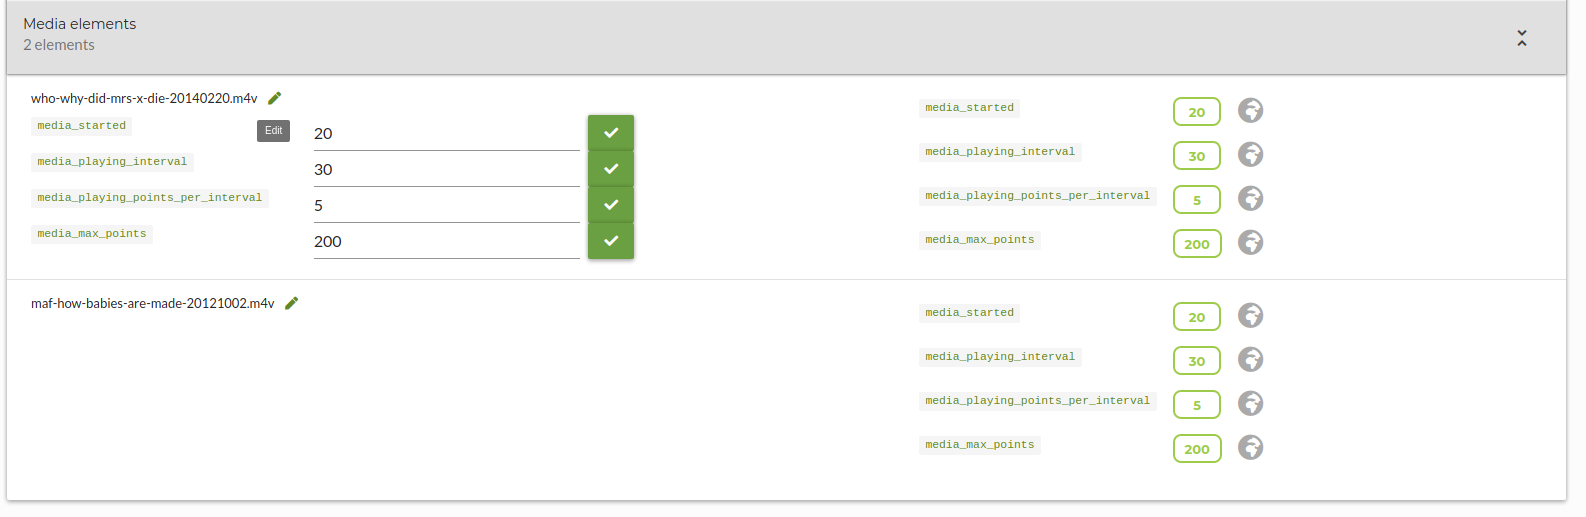 Media elements
2 elements
who-why-did-mrs-x-die-20140220.m4v
media_started
Edit
20
media_playing_interval
30
media_playing_points_per_interval
5
media_max_points
200
media_started
20
media_playing_interval
30
media_playing_points_per_interval
5
media_max_points
200
maf-how-babies-are-made-20121002.m4v
media_started
20
media_playing_interval
30
media_playing_points_per_interval
5
media_max_points
200